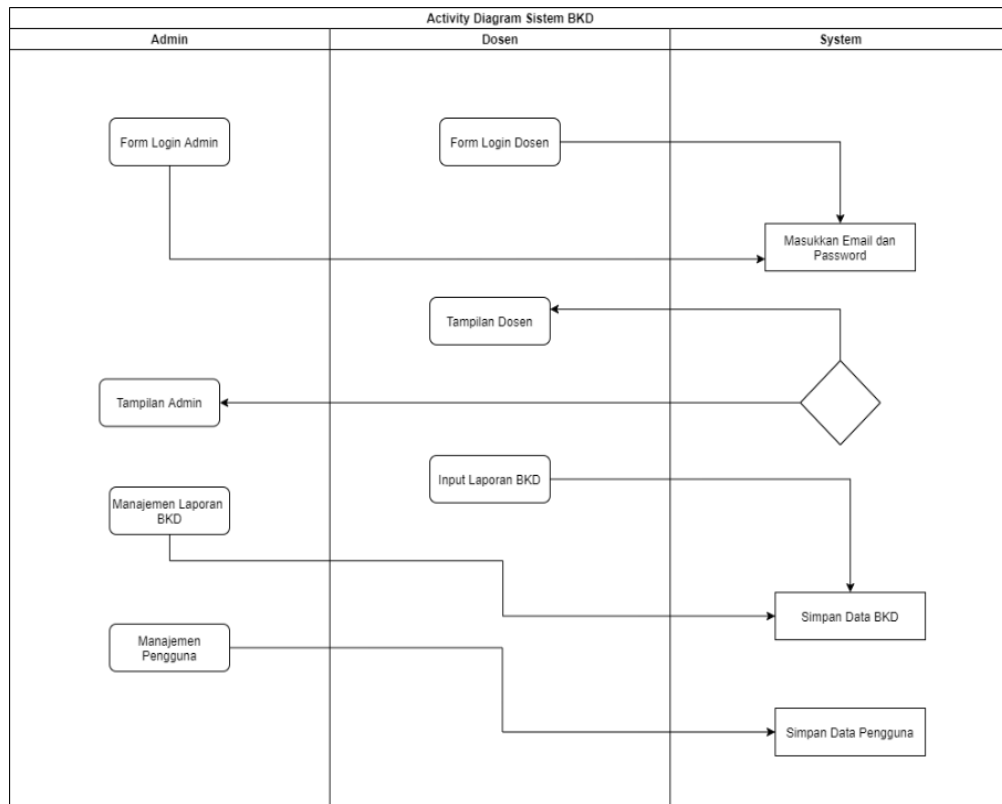 Activity Diagram Sistem BKD
Admin
Dosen
System
Form Login Admin
Form Login Dosen
Masukkan Email dan
Password
Tampilan Dosen
Tampilan Admin
Input Laporan BKD
Manajemen Laporan
BKD
Simpan Data BKD
Manajemen
Pengguna
Simpan Data Pengguna